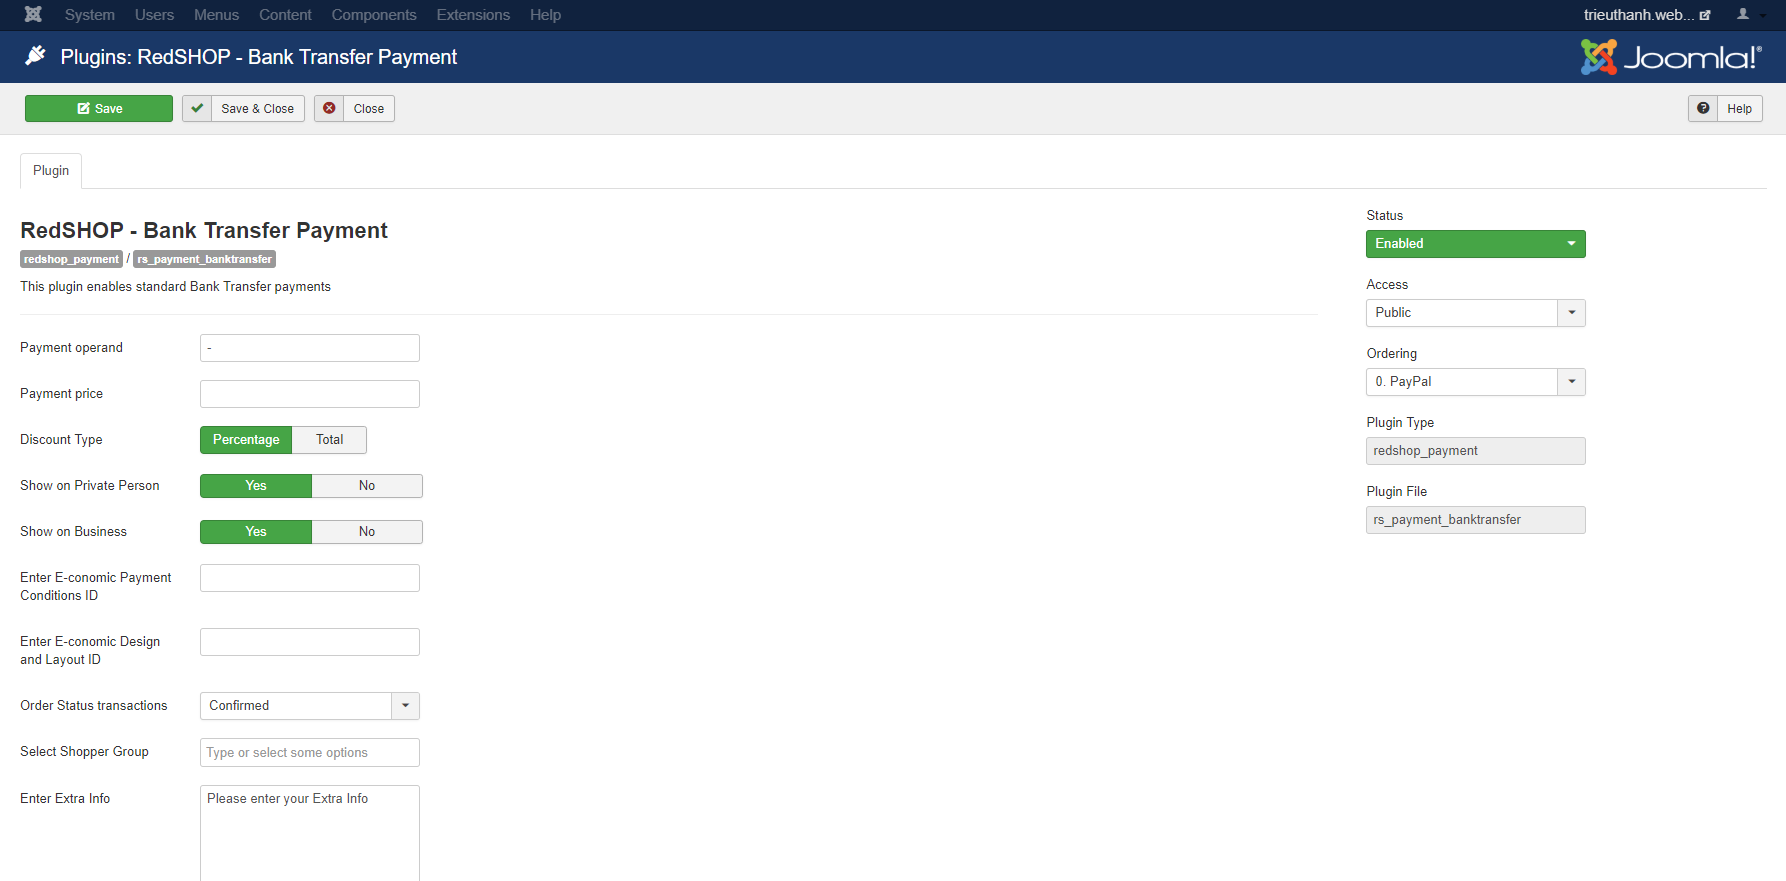 System Users Menus Content Components Extensions Help
trieuthanh.web...
Plugins: RedSHOP - Bank Transfer Payment
Joomla!®
Save
Save & Close
Close
Help
Plugin
RedSHOP - Bank Transfer Payment
redshop_payment / rs_payment_banktransfer
This plugin enables standard Bank Transfer payments
Payment operand
-
Payment price
Discount Type
Percentage Total
Show on Private Person
Yes No
Show on Business
Yes No
Enter E-conomic Payment
Conditions ID
Enter E-conomic Design
and Layout ID
Order Status transactions
Confirmed
Select Shopper Group
Type or select some options
Enter Extra Info
Please enter your Extra Info
Status
Enabled
Access
Public
Ordering
0. PayPal
Plugin Type
redshop_payment
Plugin File
rs_payment_banktransfer